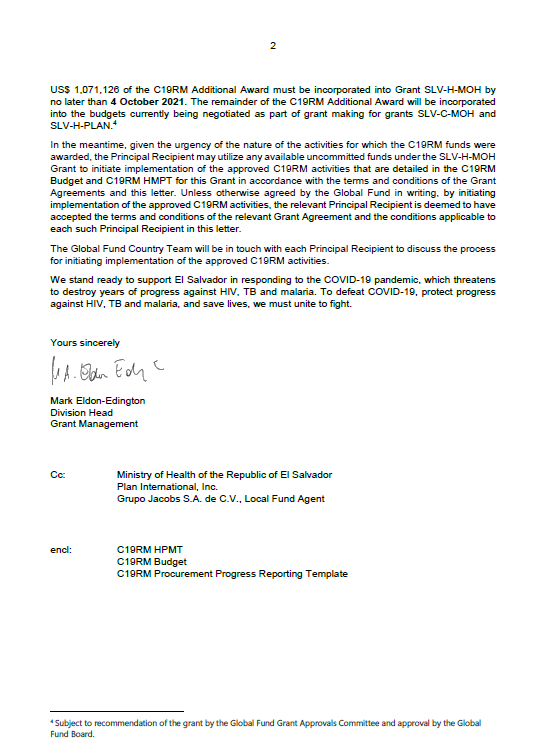 2
US$ 1,071,126 of the C19RM Additional Award must be incorporated into Grant SLV-H-MOH by
no later than 4 October 2021. The remainder of the C19RM Additional Award will be incorporated
into the budgets currently being negotiated as part of grant making for grants SLV-C-MOH and
SLV-H-PLAN.⁴
In the meantime, given the urgency of the nature of the activities for which the C19RM funds were
awarded, the Principal Recipient may utilize any available uncommitted funds under the SLV-H-MOH
Grant to initiate implementation of the approved C19RM activities that are detailed in the C19RM
Budget and C19RM HMPT for this Grant in accordance with the terms and conditions of the Grant
Agreements and this letter. Unless otherwise agreed by the Global Fund in writing, by initiating
implementation of the approved C19RM activities, the relevant Principal Recipient is deemed to have
accepted the terms and conditions of the relevant Grant Agreement and the conditions applicable to
each such Principal Recipient in this letter.
The Global Fund Country Team will be in touch with each Principal Recipient to discuss the process
for initiating implementation of the approved C19RM activities.
We stand ready to support El Salvador in responding to the COVID-19 pandemic, which threatens
to destroy years of progress against HIV, TB and malaria. To defeat COVID-19, protect progress
against HIV, TB and malaria, and save lives, we must unite to fight.
Yours sincerely
Mark Eldon-Edington
Division Head
Grant Management
Cc: Ministry of Health of the Republic of El Salvador
Plan International, Inc.
Grupo Jacobs S.A. de C.V., Local Fund Agent
encl: C19RM HPMT
C19RM Budget
C19RM Procurement Progress Reporting Template
⁴ Subject to recommendation of the grant by the Global Fund Grant Approvals Committee and approval by the Global
Fund Board.